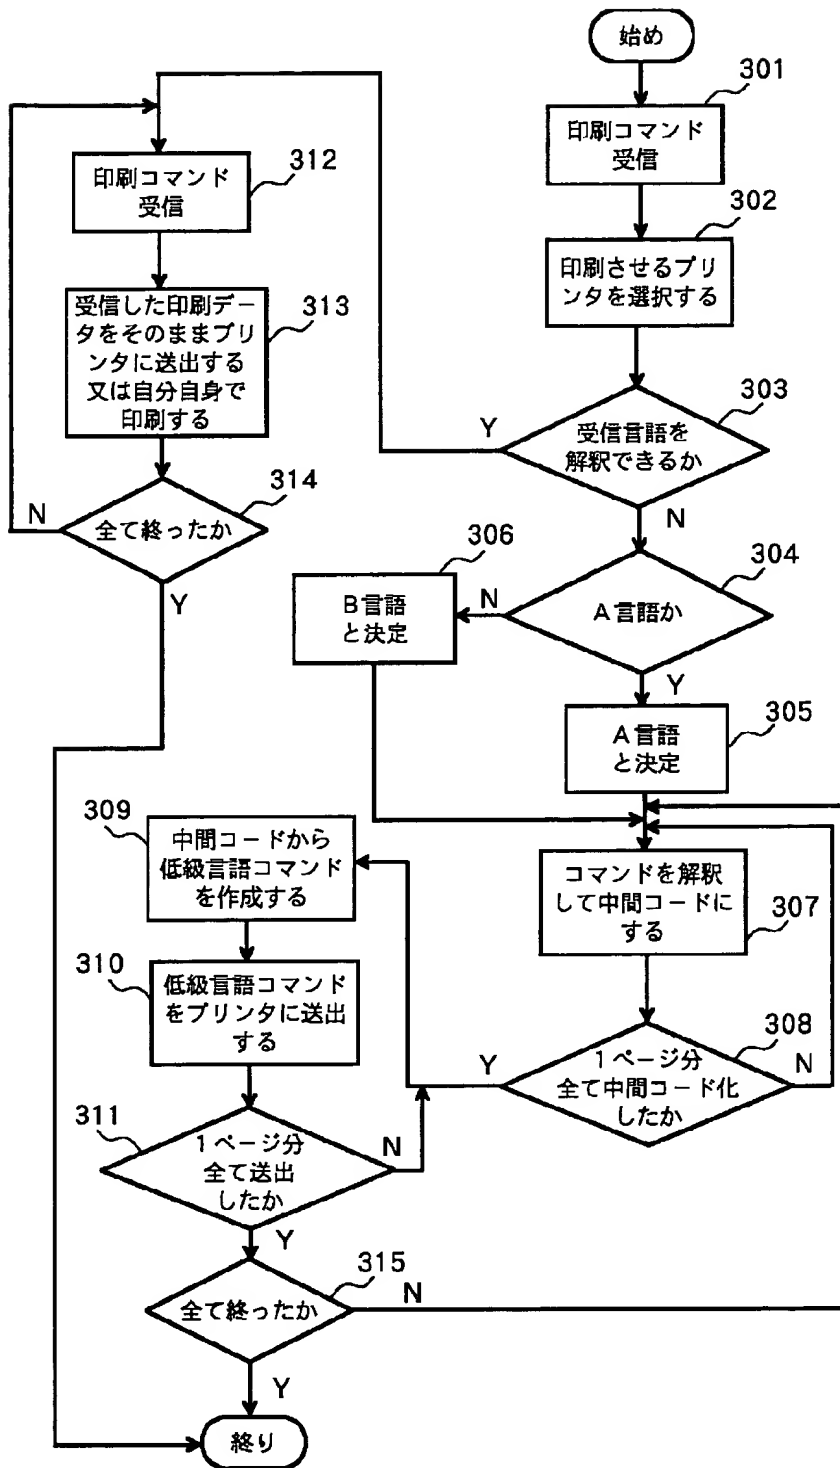 始め
301
印刷コマンド
受信
302
印刷させるプリ
ンタを選択する
303
受信言語を
解釈できるか
Y
N
312
印刷コマンド
受信
313
受信した印刷デー
タをそのままプリ
ンタに送出する
又は自分自身で
印刷する
314
全て終ったか
N
Y
304
A言語か
N
Y
306
B言語
と決定
305
A言語
と決定
307
コマンドを解釈
して中間コードに
する
308
1ページ分
全て中間コード化
したか
Y
N
309
中間コードから
低級言語コマンド
を作成する
310
低級言語コマンド
をプリンタに送出
する
311
1ページ分
全て送出
したか
N
Y
315
全て終ったか
N
Y
終り